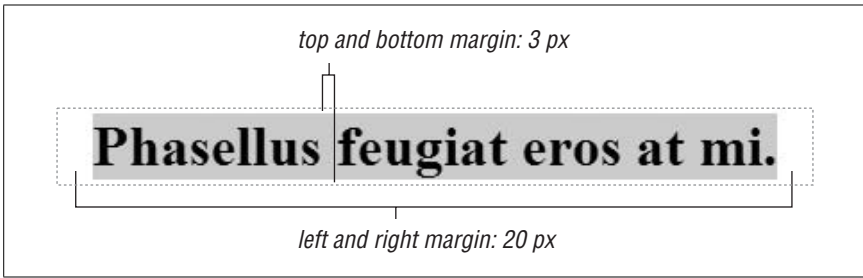 top and bottom margin: 3 px
Phasellus feugiat eros at mi.
left and right margin: 20 px